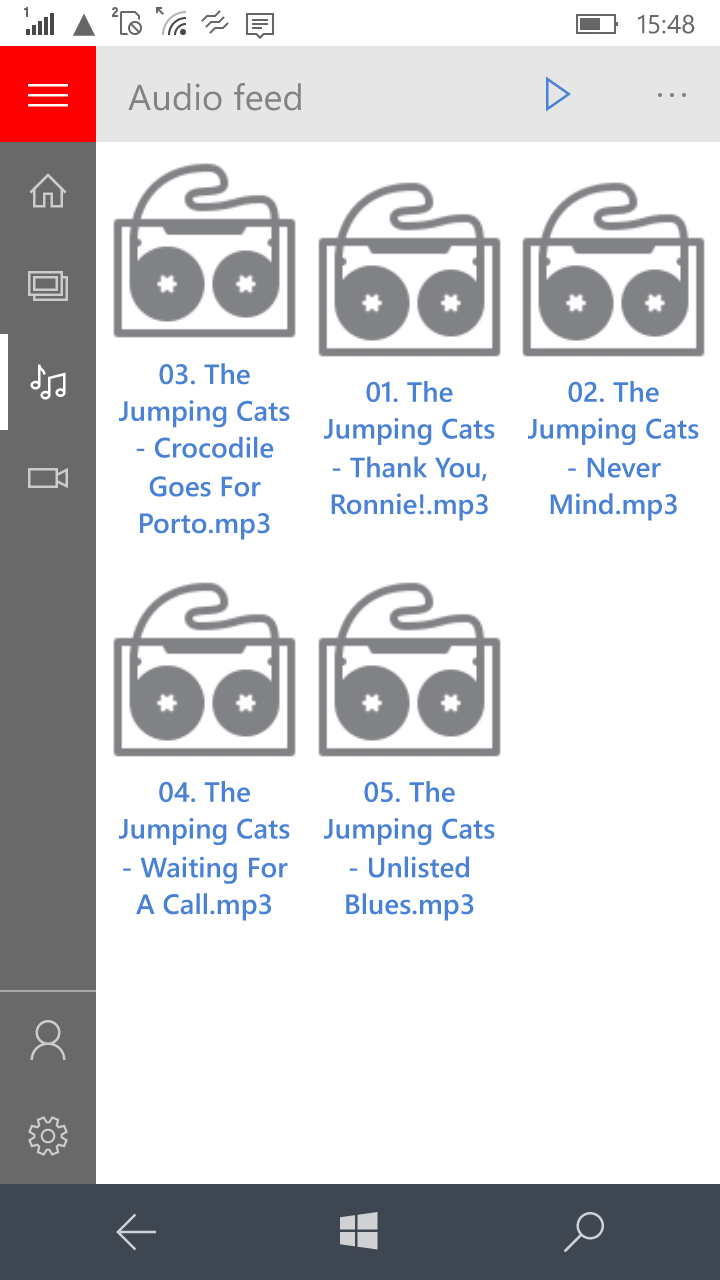 1
2
15:48
Audio feed
03. The
Jumping Cats
- Crocodile
Goes For
Porto.mp3
01. The
Jumping Cats
- Thank You,
Ronnie!.mp3
02. The
Jumping Cats
- Never
Mind.mp3
04. The
Jumping Cats
- Waiting For
A Call.mp3
05. The
Jumping Cats
- Unlisted
Blues.mp3